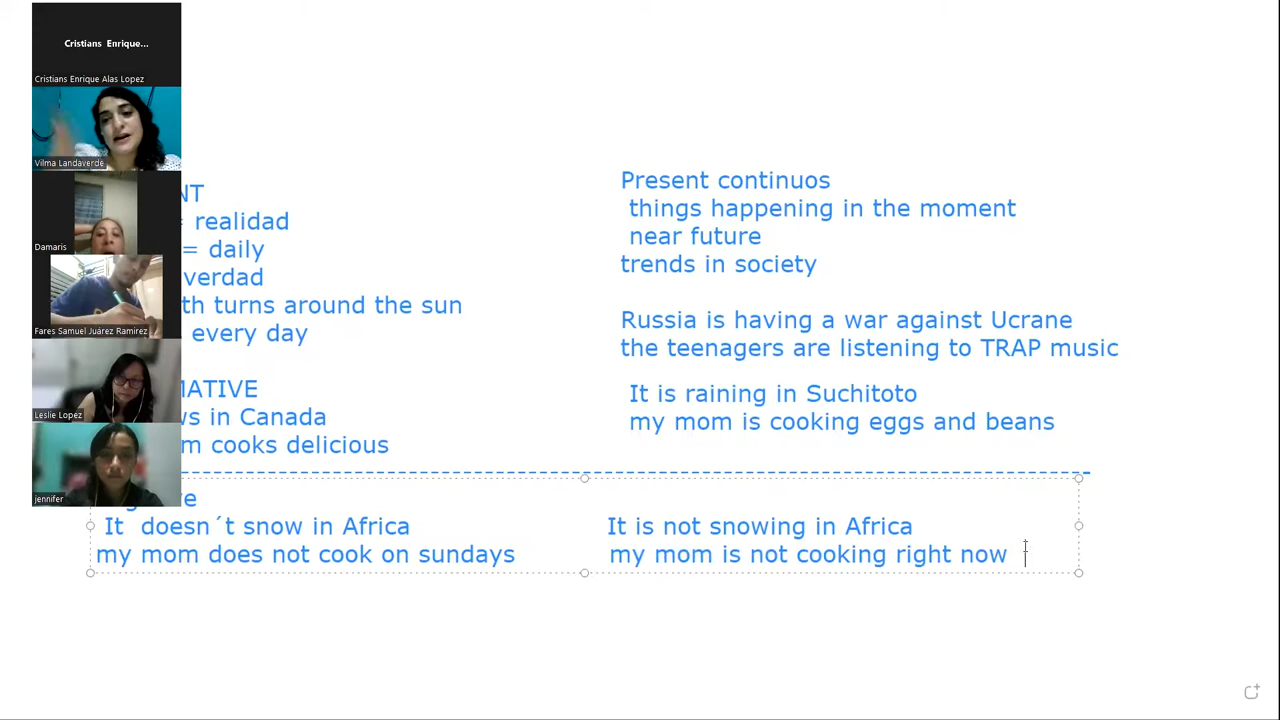 Cristians Enrique...
Cristians Enrique Alas Lopez
Vilma Landaverde
Damaris
Fares Samuel Juárez Ramirez
Leslie Lopez
jennifer
NT
= realidad
= daily
verdad
th turns around the sun
every day
MATIVE
ws in Canada
m cooks delicious
Present continuos
things happening in the moment
near future
trends in society
Russia is having a war against Ucrane
the teenagers are listening to TRAP music
It is raining in Suchitoto
my mom is cooking eggs and beans
It doesn´t snow in Africa
my mom does not cook on sundays
It is not snowing in Africa
my mom is not cooking right now